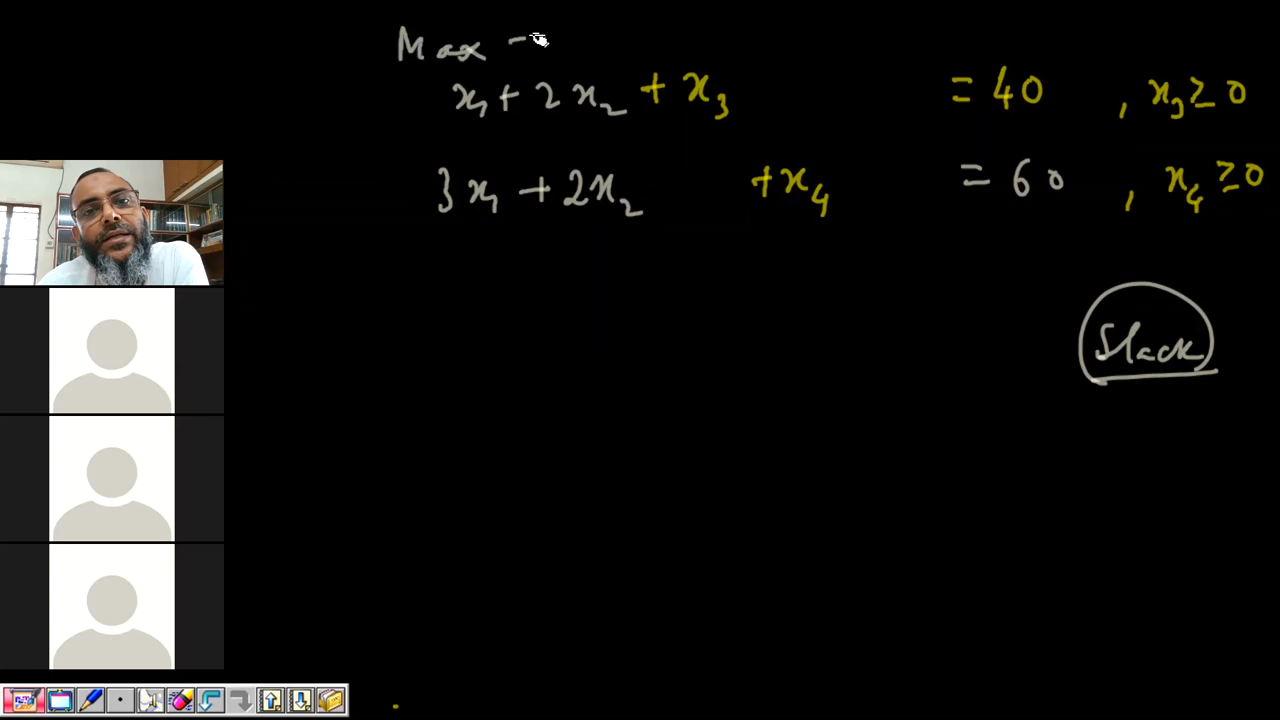 Max -
x₁ + 2x₂ + x₃ = 40 , x₃ ≥ 0
3x₁ + 2x₂ + x₄ = 60 , x₄ ≥ 0
Slack